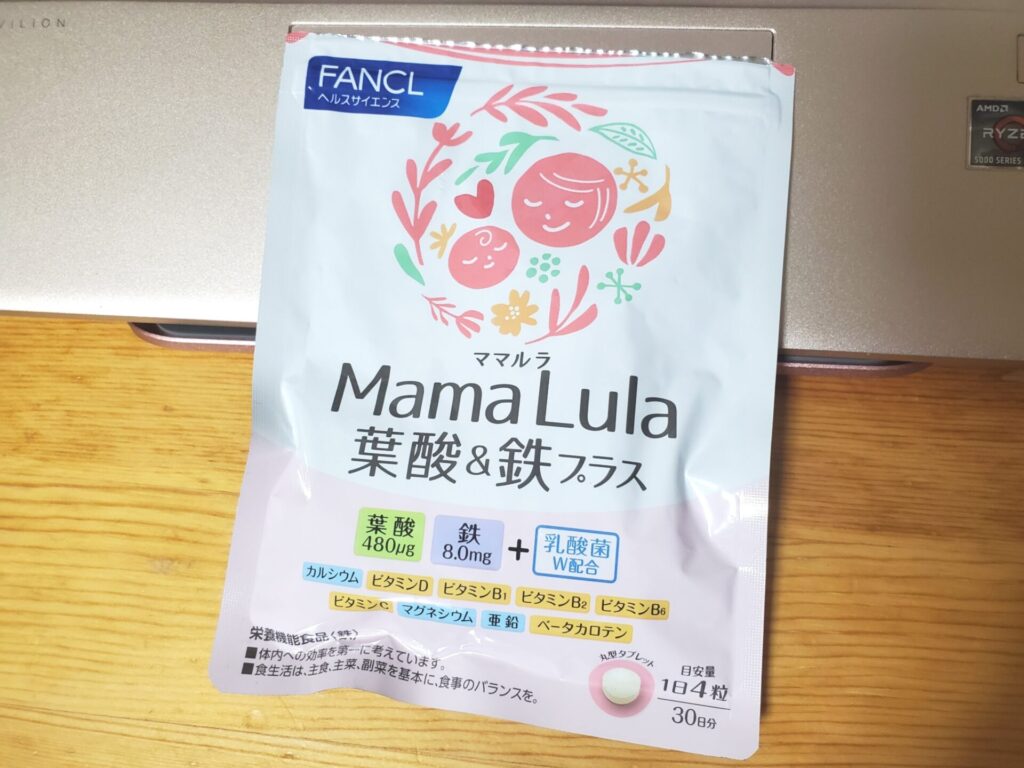 VILION
AMD
RYZE
5000 SERIES
FANCL
ヘルスサイエンス
ママルラ
Mama Lula
葉酸&鉄プラス
葉酸 480μg 鉄 8.0mg + 乳酸菌 W配合
カルシウム ビタミンD ビタミンB1 ビタミンB2 ビタミンB6
ビタミンC マグネシウム 亜鉛 ベータカロテン
栄養機能食品〈鉄〉
■体内への効率を第一に考えています。
■食生活は、主食、主菜、副菜を基本に、食事のバランスを。
丸型タブレット
目安量
1日4粒
30日分